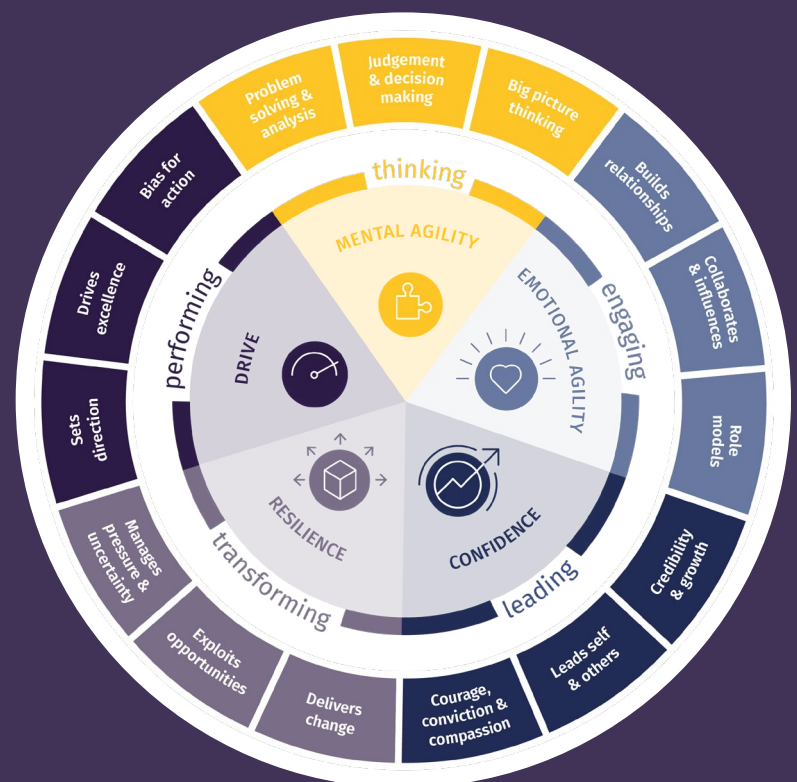 Problem
solving &
analysis
Judgement
& decision
making
Big picture
thinking
Builds
relationships
Collaborates
& influences
Role
models
Credibility
& growth
Leads self
& others
Courage,
conviction &
compassion
Delivers
change
Exploits
opportunities
Manages
pressure &
uncertainty
Sets
direction
Drives
excellence
Bias for
action
thinking
engaging
leading
transforming
performing
MENTAL AGILITY
EMOTIONAL AGILITY
CONFIDENCE
RESILIENCE
DRIVE